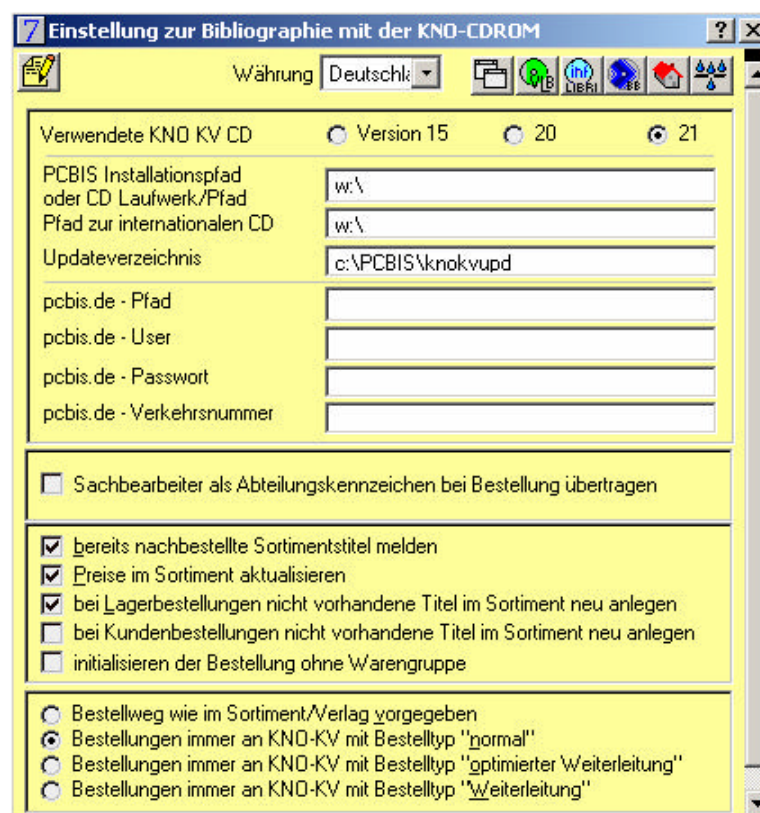 7 Einstellung zur Bibliographie mit der KNO-CDROM ? X
Währung Deutschl
LB inf LIBRI BB
Verwendete KNO KV CD Version 15 20 21
PCBIS Installationspfad
oder CD Laufwerk/Pfad w:\
Pfad zur internationalen CD w:\
Updateverzeichnis c:\PCBIS\knokvupd
pcbis.de - Pfad
pcbis.de - User
pcbis.de - Passwort
pcbis.de - Verkehrsnummer
Sachbearbeiter als Abteilungskennzeichen bei Bestellung übertragen
bereits nachbestellte Sortimentstitel melden
Preise im Sortiment aktualisieren
bei Lagerbestellungen nicht vorhandene Titel im Sortiment neu anlegen
bei Kundenbestellungen nicht vorhandene Titel im Sortiment neu anlegen
initialisieren der Bestellung ohne Warengruppe
Bestellweg wie im Sortiment/Verlag vorgegeben
Bestellungen immer an KNO-KV mit Bestelltyp "normal"
Bestellungen immer an KNO-KV mit Bestelltyp "optimierter Weiterleitung"
Bestellungen immer an KNO-KV mit Bestelltyp "Weiterleitung"